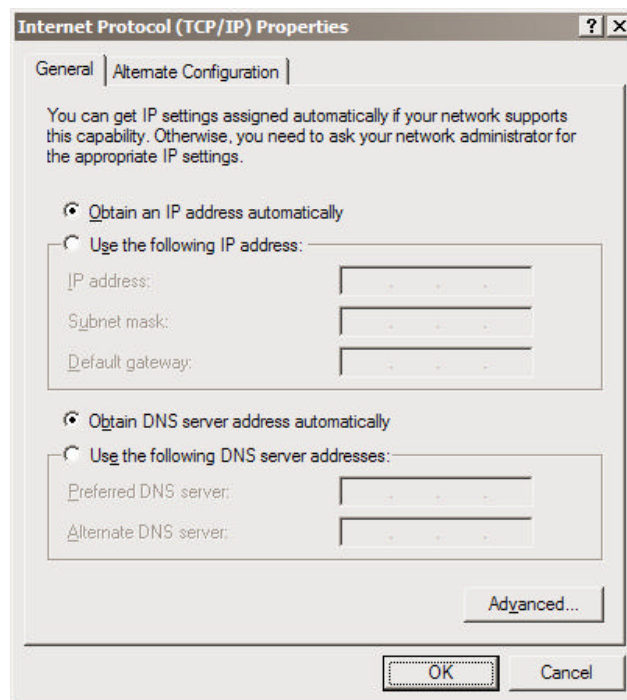 Internet Protocol (TCP/IP) Properties
General
Alternate Configuration
You can get IP settings assigned automatically if your network supports
this capability. Otherwise, you need to ask your network administrator for
the appropriate IP settings.
Obtain an IP address automatically
Use the following IP address:
IP address:
Subnet mask:
Default gateway:
Obtain DNS server address automatically
Use the following DNS server addresses:
Preferred DNS server:
Alternate DNS server:
Advanced...
OK
Cancel